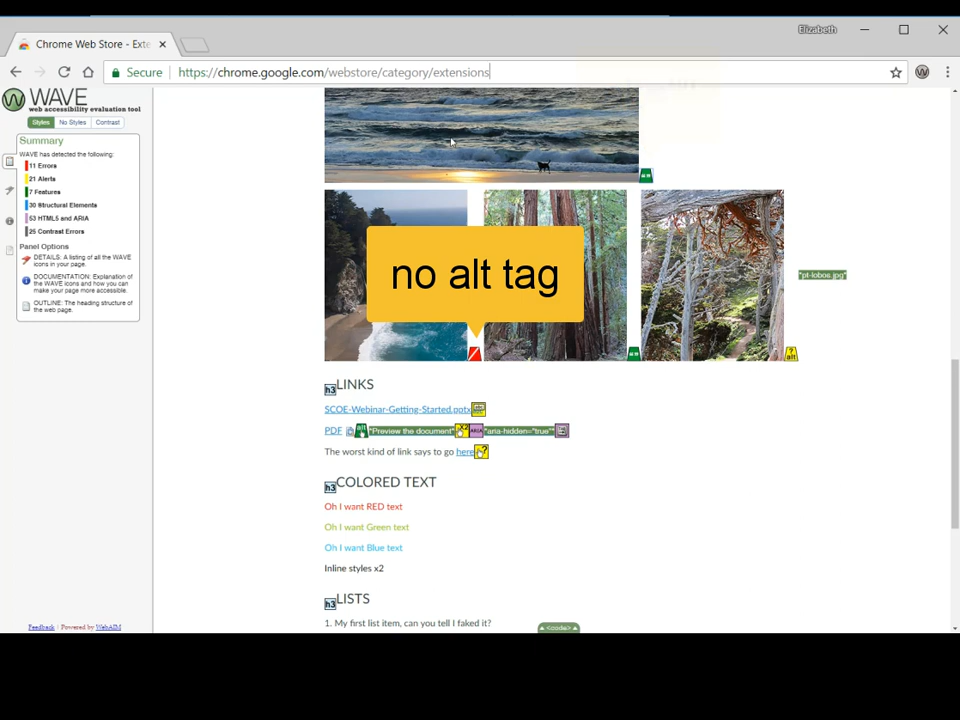 Elizabeth
Chrome Web Store - Exte
Secure
https://chrome.google.com/webstore/category/extensions
WAVE
web accessibility evaluation tool
Styles No Styles Contrast
Summary
WAVE has detected the following:
11 Errors
21 Alerts
7 Features
30 Structural Elements
53 HTML5 and ARIA
25 Contrast Errors
Panel Options
DETAILS: A listing of all the WAVE
icons in your page.
DOCUMENTATION: Explanation of
the WAVE icons and how you can
make your page more accessible.
OUTLINE: The heading structure of
the web page.
Feedback | Powered by WebAIM
no alt tag
"pt-lobos.jpg"
? alt
h3 LINKS
SCOE-Webinar-Getting-Started.pptx
PDF alt "Preview the document" ARIA "aria-hidden="true""
The worst kind of link says to go here ?
h3 COLORED TEXT
Oh I want RED text
Oh I want Green text
Oh I want Blue text
Inline styles x2
h3 LISTS
1. My first list item, can you tell I faked it?
▲ <code> ▲